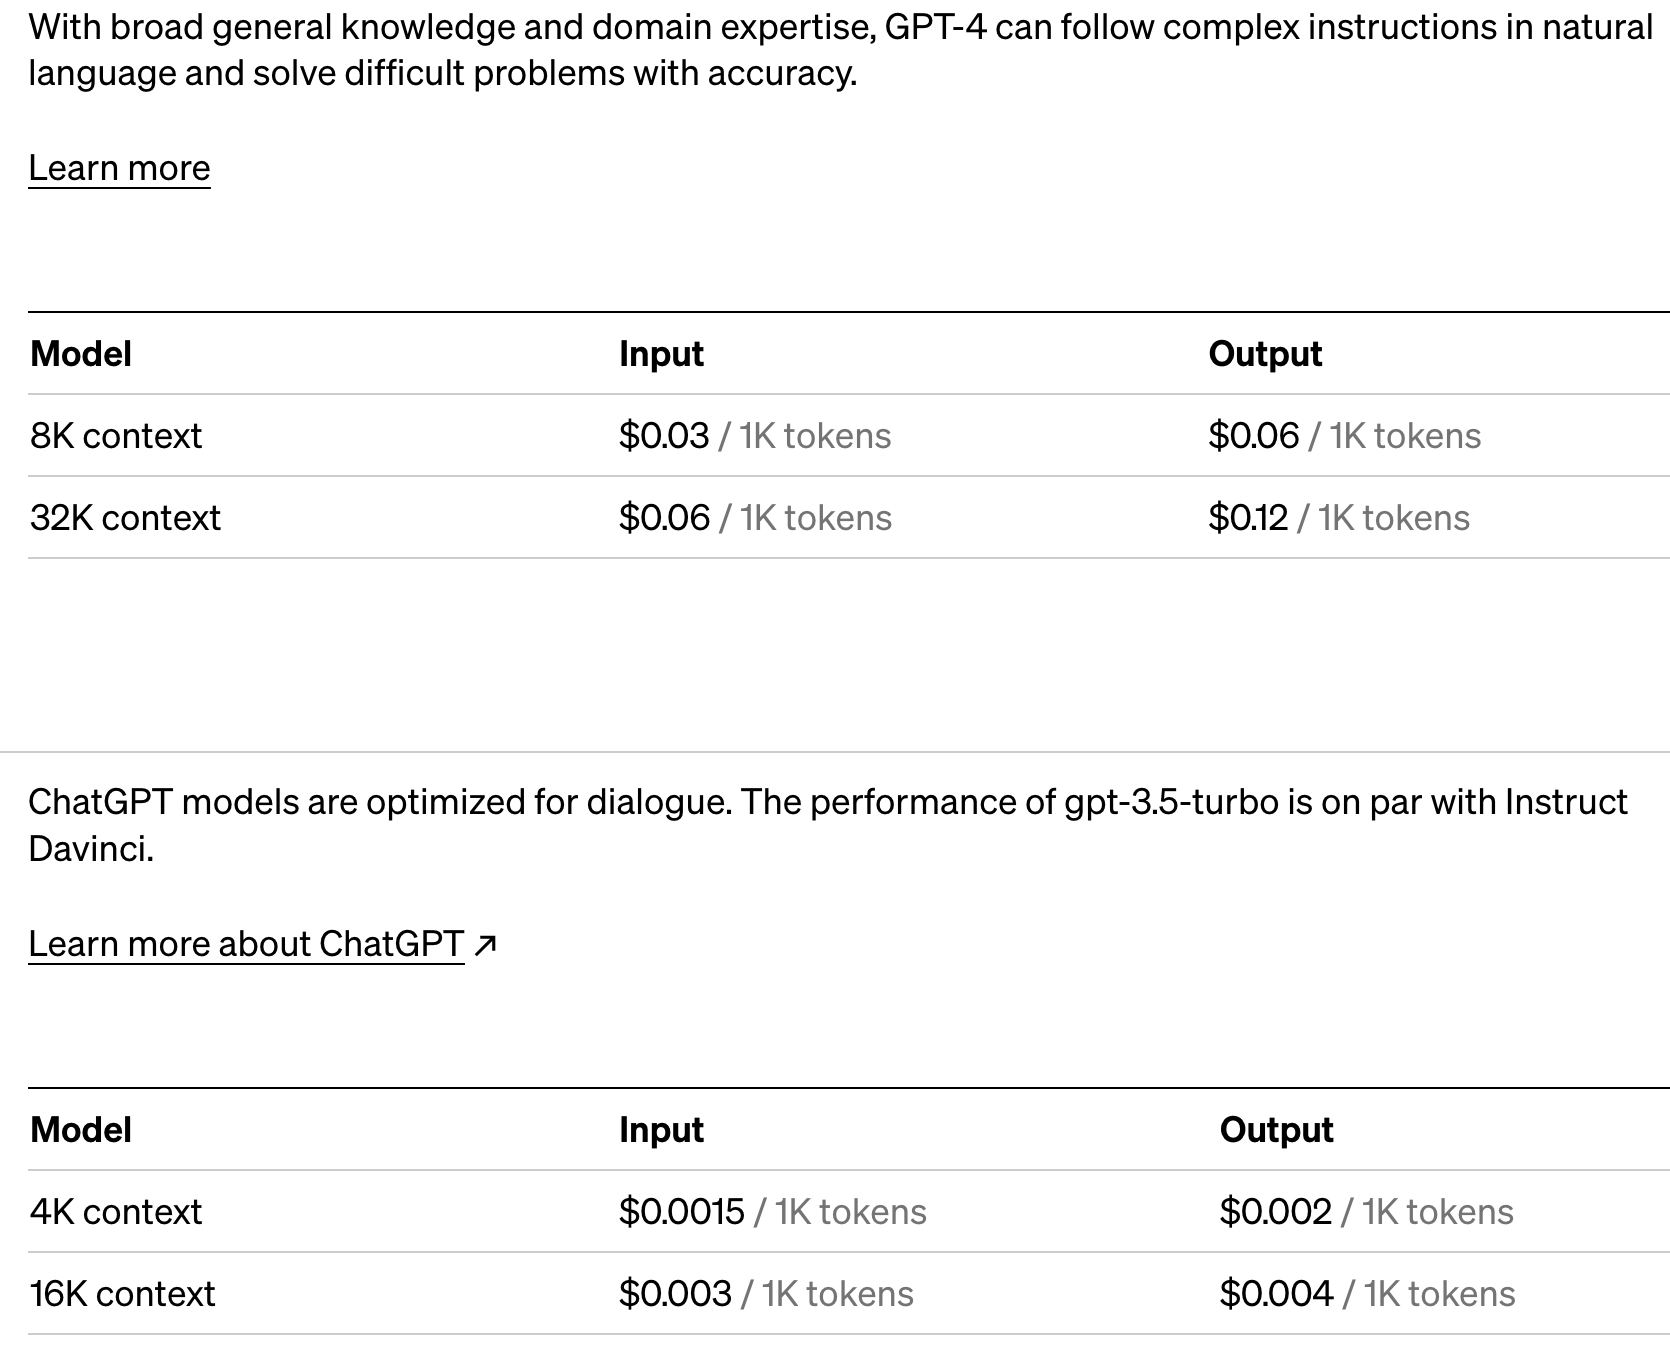 With broad general knowledge and domain expertise, GPT-4 can follow complex instructions in natural
language and solve difficult problems with accuracy.
Learn more
Model Input Output
8K context $0.03 / 1K tokens $0.06 / 1K tokens
32K context $0.06 / 1K tokens $0.12 / 1K tokens
ChatGPT models are optimized for dialogue. The performance of gpt-3.5-turbo is on par with Instruct
Davinci.
Learn more about ChatGPT ↗
Model Input Output
4K context $0.0015 / 1K tokens $0.002 / 1K tokens
16K context $0.003 / 1K tokens $0.004 / 1K tokens